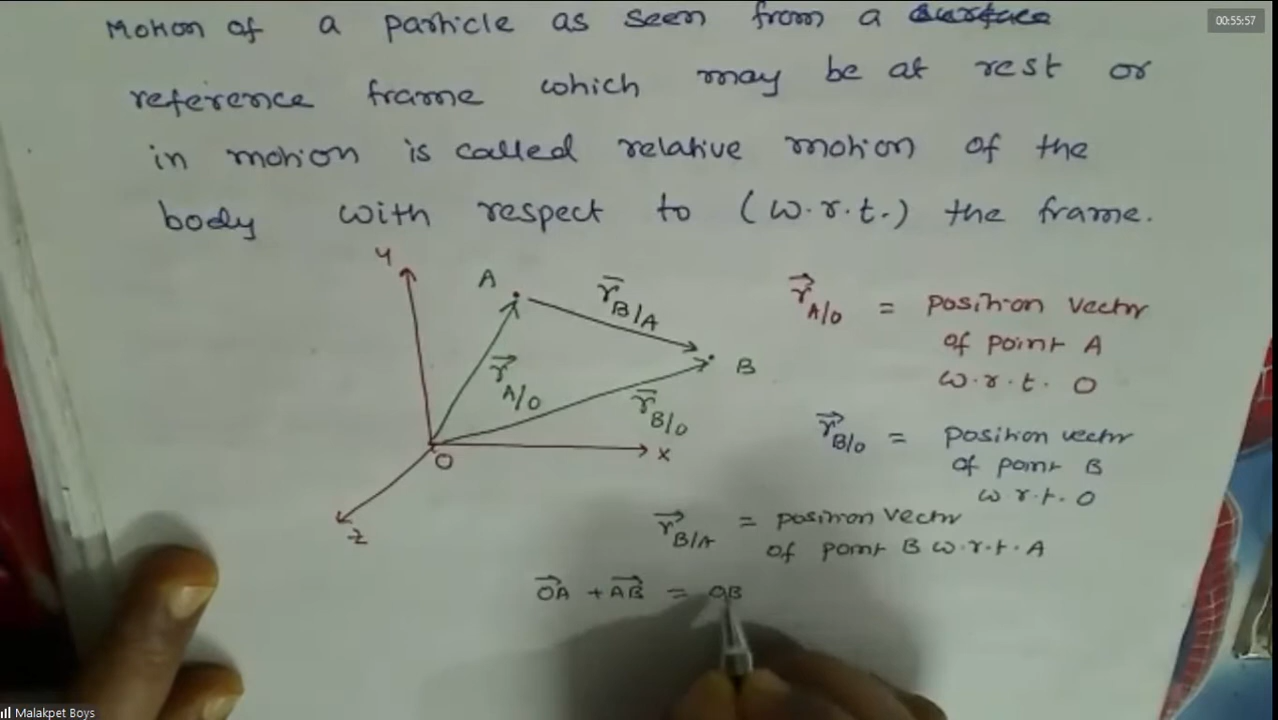 00:55:57
Motion of a particle as seen from a surface
reference frame which may be at rest or
in motion is called relative motion of the
body with respect to (w.r.t.) the frame.
y
A
r⃗ B/A
r⃗ A/O = position vector
of point A
w.r.t. O
B
r⃗ A/O
r⃗ B/O
O
x
z
r⃗ B/O = position vector
of point B
w r.t. O
r⃗ B/A = position vector
of point B w.r.t. A
O⃗A + A⃗B = OB
Malakpet Boys